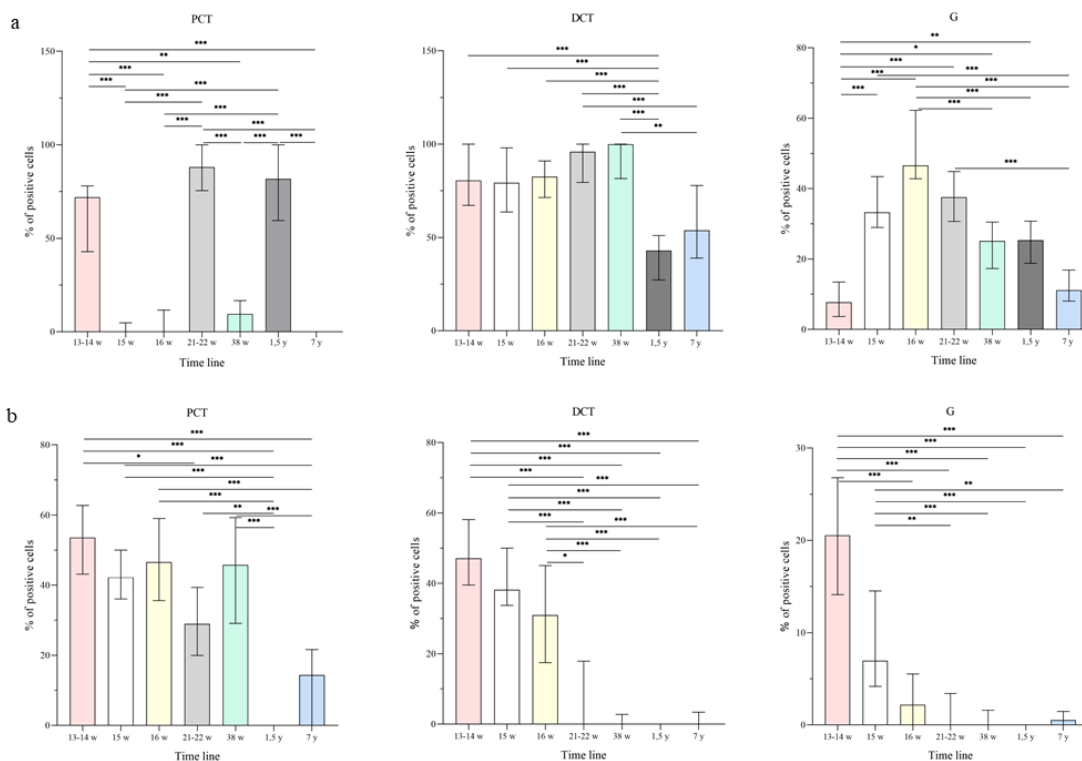 a
PCT
***
**
***
***
***
***
***
***
***
***
***
150
100
50
0
% of positive cells
13-14 w
15 w
16 w
21-22 w
38 w
1,5 y
7 y
Time line
DCT
***
***
***
***
***
***
**
150
100
50
0
% of positive cells
13-14 w
15 w
16 w
21-22 w
38 w
1,5 y
7 y
Time line
G
**
*
***
***
***
***
***
***
***
***
80
60
40
20
0
% of positive cells
13-14 w
15 w
16 w
21-22 w
38 w
1,5 y
7 y
Time line
b
PCT
***
***
*
***
***
***
***
**
***
***
80
60
40
20
0
% of positive cells
13-14 w
15 w
16 w
21-22 w
38 w
1,5 y
7 y
Time line
DCT
***
***
***
***
***
***
***
***
***
***
***
*
80
60
40
20
0
% of positive cells
13-14 w
15 w
16 w
21-22 w
38 w
1,5 y
7 y
Time line
G
***
***
***
***
***
**
***
***
**
30
20
10
0
% of positive cells
13-14 w
15 w
16 w
21-22 w
38 w
1,5 y
7 y
Time line